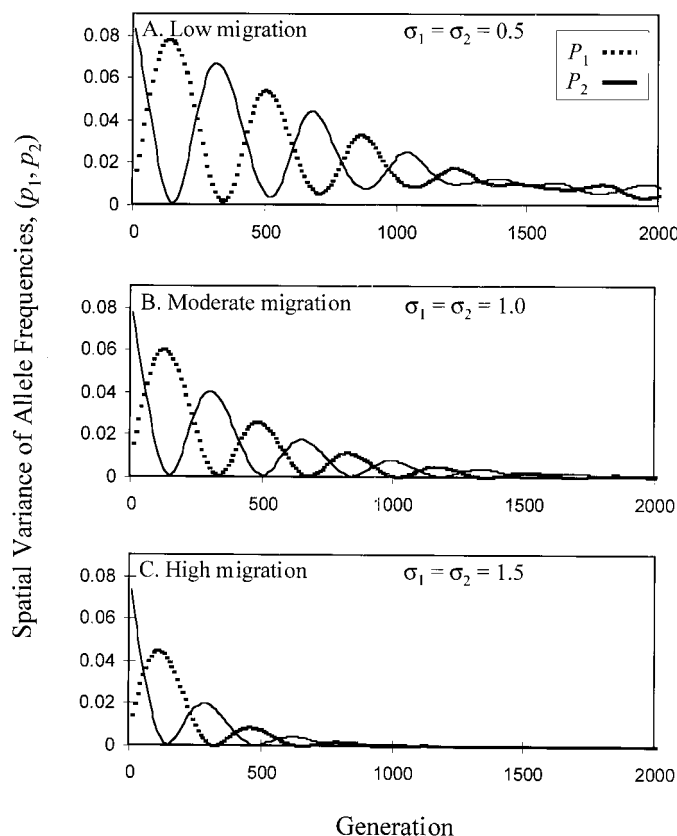 Spatial Variance of Allele Frequencies, (p₁, p₂)
A. Low migration σ₁ = σ₂ = 0.5
P₁
P₂
0.08
0.06
0.04
0.02
0
0 500 1000 1500 2000
B. Moderate migration σ₁ = σ₂ = 1.0
0.08
0.06
0.04
0.02
0
0 500 1000 1500 2000
C. High migration σ₁ = σ₂ = 1.5
0.08
0.06
0.04
0.02
0
0 500 1000 1500 2000
Generation